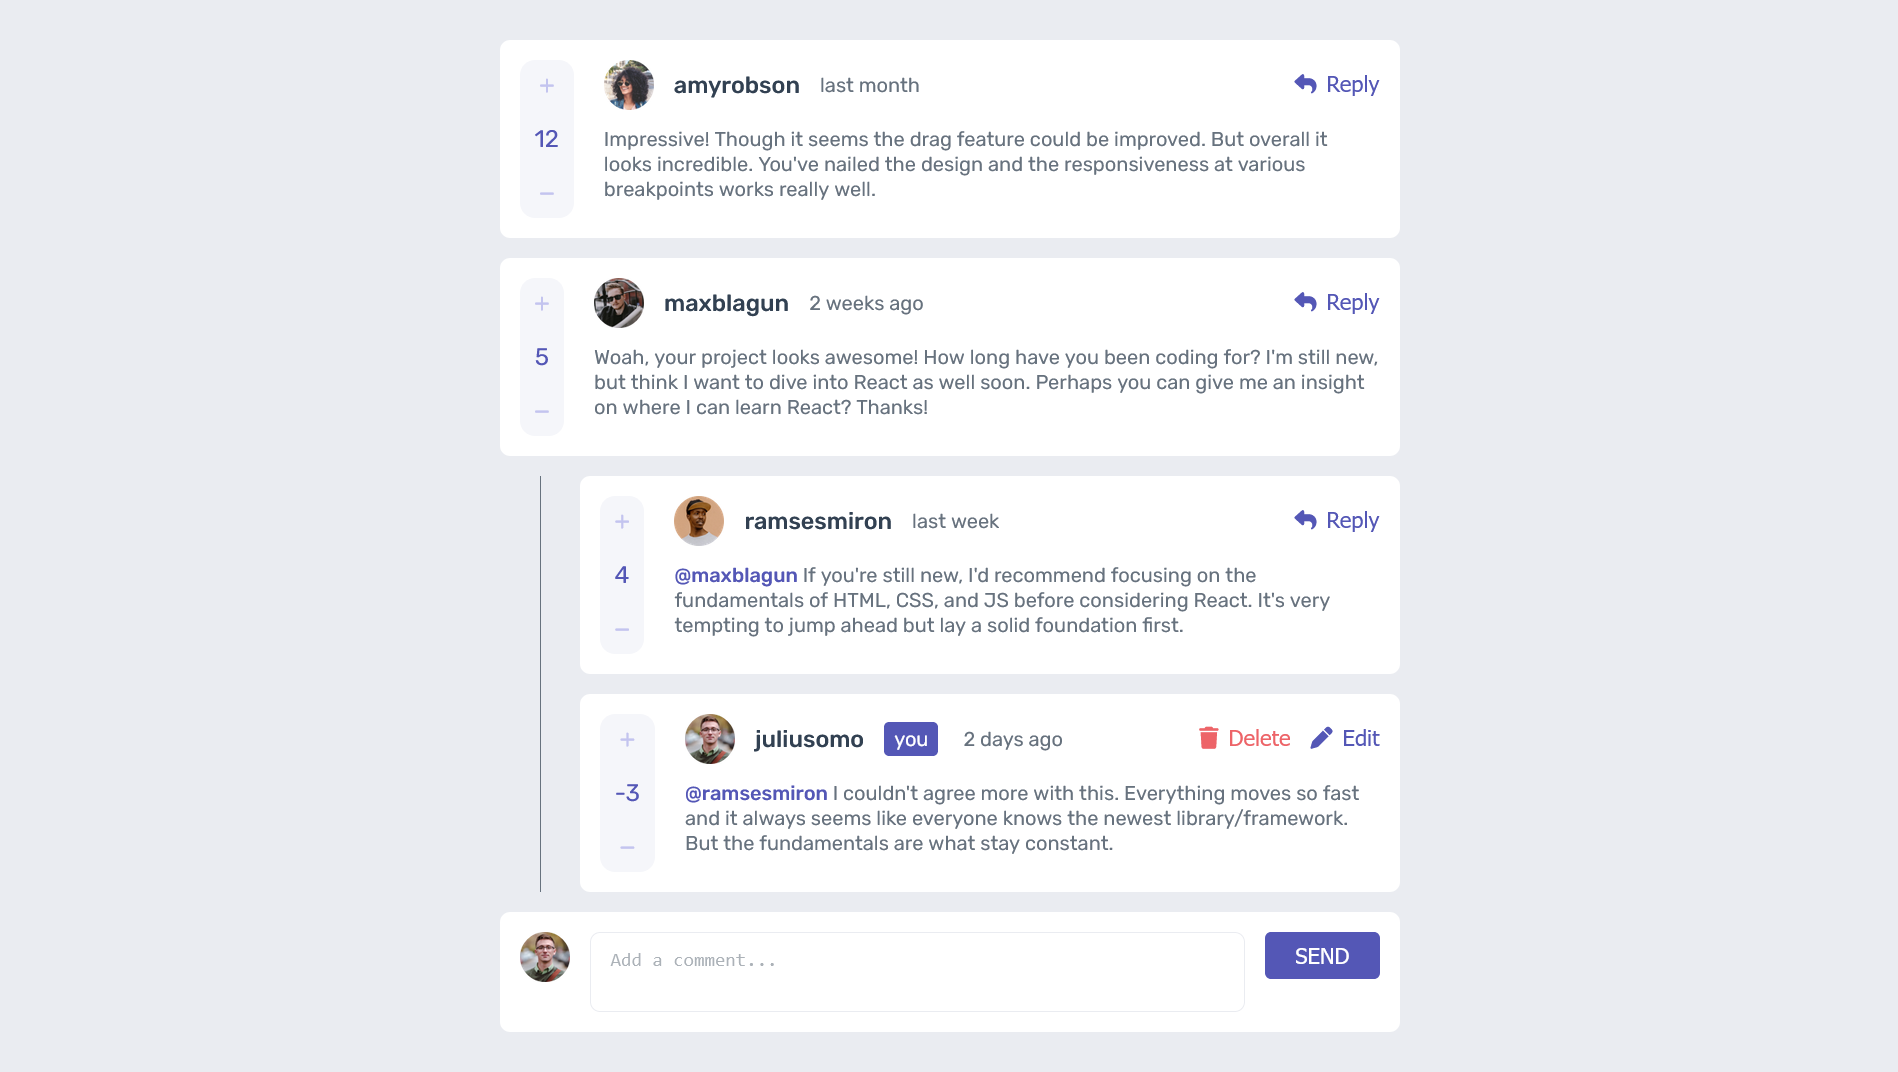 +
12
−
amyrobson last month Reply
Impressive! Though it seems the drag feature could be improved. But overall it
looks incredible. You've nailed the design and the responsiveness at various
breakpoints works really well.
+
5
−
maxblagun 2 weeks ago Reply
Woah, your project looks awesome! How long have you been coding for? I'm still new,
but think I want to dive into React as well soon. Perhaps you can give me an insight
on where I can learn React? Thanks!
+
4
−
ramsesmiron last week Reply
@maxblagun If you're still new, I'd recommend focusing on the
fundamentals of HTML, CSS, and JS before considering React. It's very
tempting to jump ahead but lay a solid foundation first.
+
-3
−
juliusomo you 2 days ago Delete Edit
@ramsesmiron I couldn't agree more with this. Everything moves so fast
and it always seems like everyone knows the newest library/framework.
But the fundamentals are what stay constant.
Add a comment... SEND